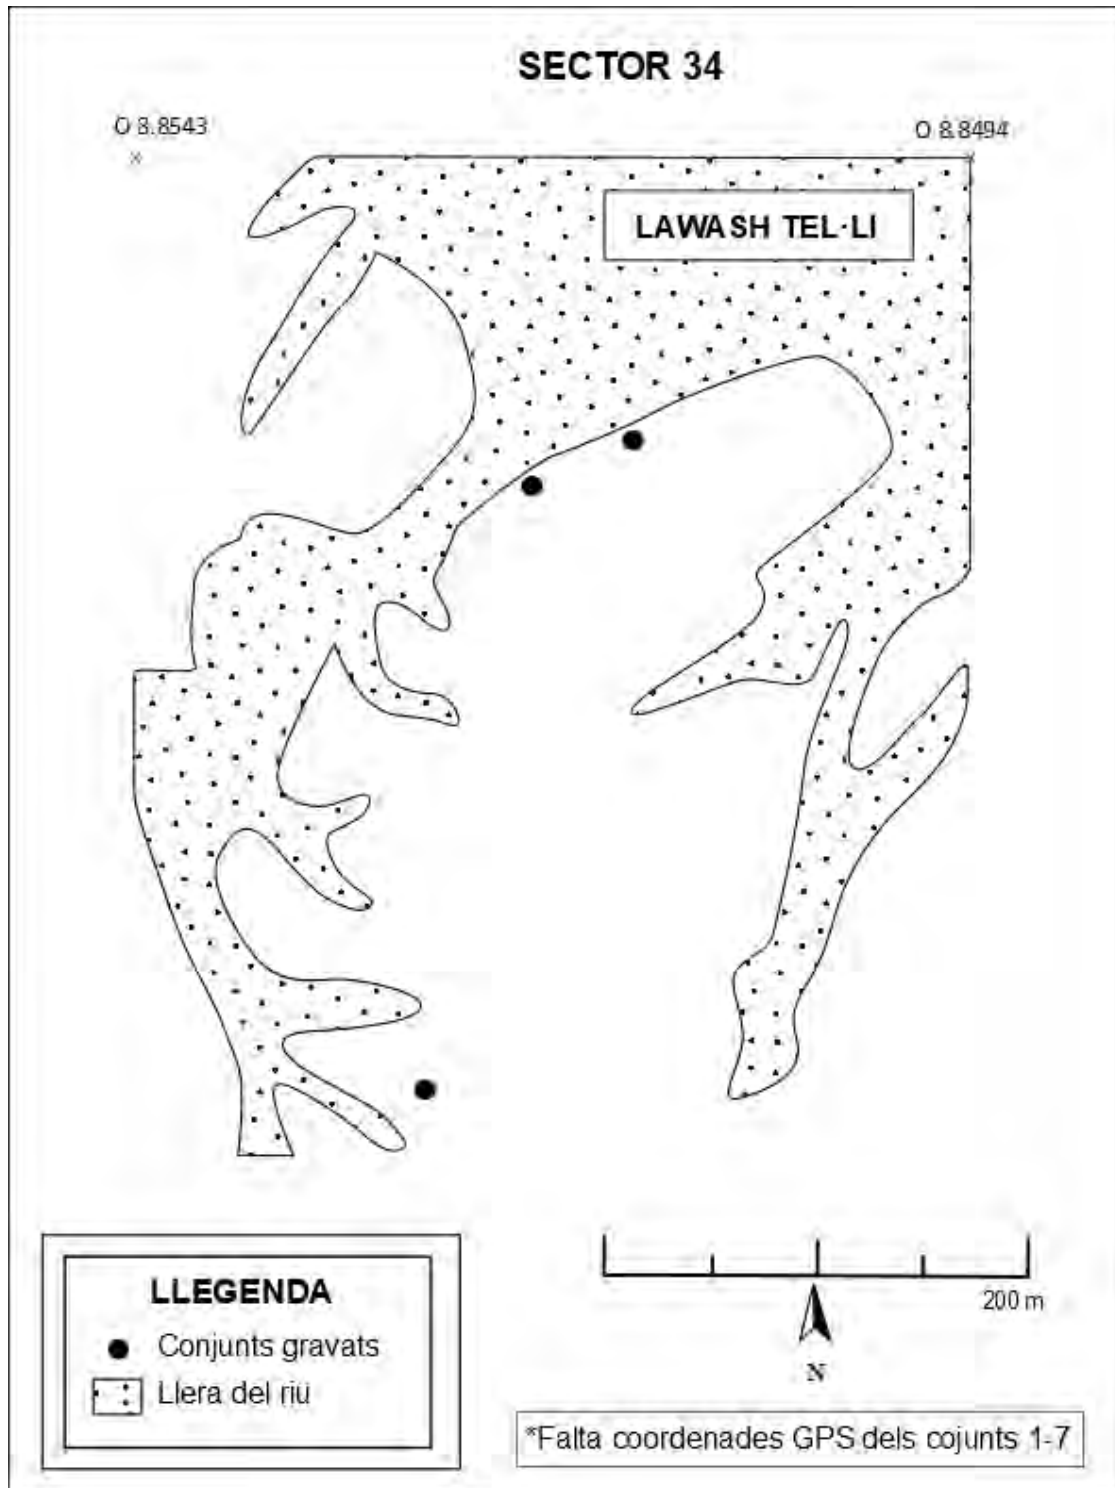 SECTOR 34
O 8.8543
O 8.8494
LAWASH TEL·LI
LLEGENDA
Conjunts gravats
Llera del riu
200 m
N
*Falta coordenades GPS dels cojunts 1-7